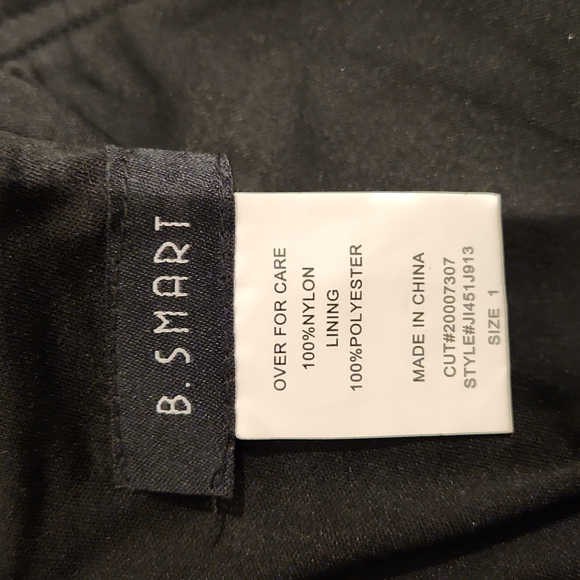 B. SMART
OVER FOR CARE
100%NYLON
LINING
100%POLYESTER
MADE IN CHINA
CUT#20007307
STYLE#JI451J913
SIZE 1